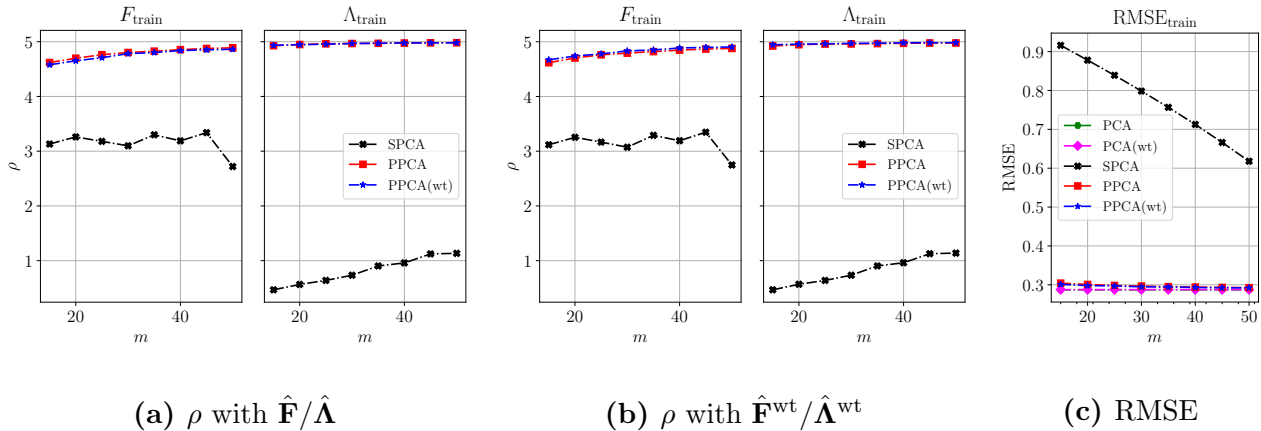 F_train Λ_train F_train Λ_train RMSE_train
5 4 3 2 1
ρ
20 40
m
20 40
m
SPCA
PPCA
PPCA(wt)
5 4 3 2 1
ρ
20 40
m
20 40
m
SPCA
PPCA
PPCA(wt)
0.9 0.8 0.7 0.6 0.5 0.4 0.3
RMSE
PCA
PCA(wt)
SPCA
PPCA
PPCA(wt)
20 30 40 50
m
(a) ρ with F̂/Λ̂
(b) ρ with F̂^wt/Λ̂^wt
(c) RMSE